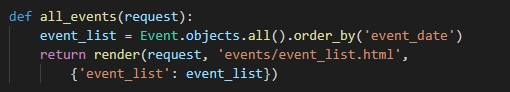 def all_events(request):
    event_list = Event.objects.all().order_by('event_date')
    return render(request, 'events/event_list.html',
        {'event_list': event_list})